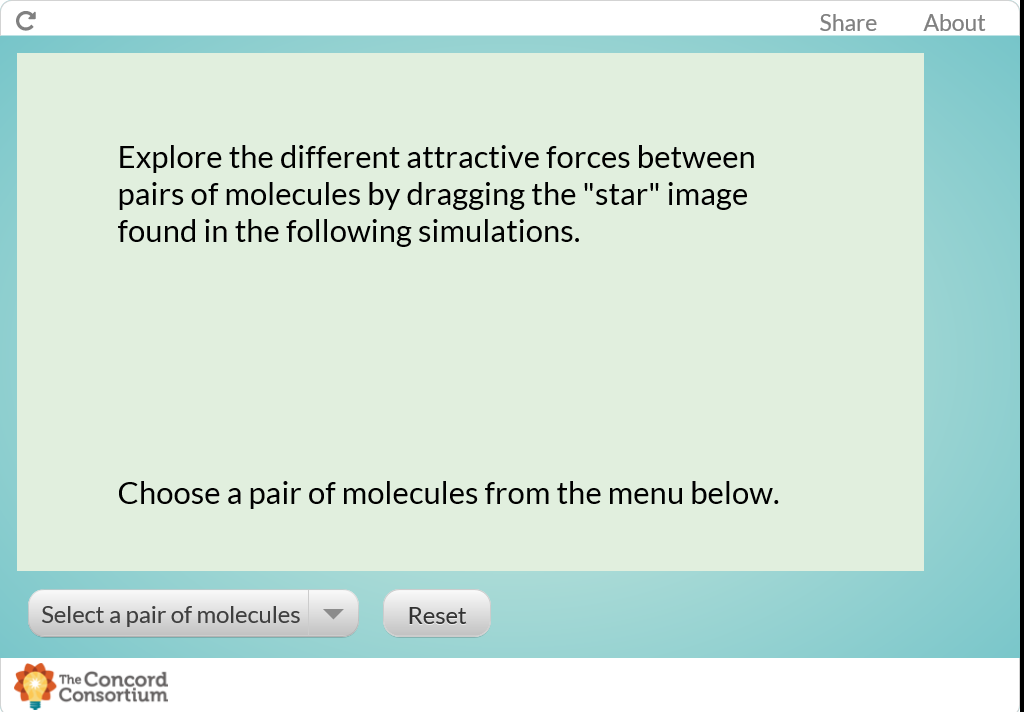 Share About
Explore the different attractive forces between
pairs of molecules by dragging the "star" image
found in the following simulations.
Choose a pair of molecules from the menu below.
Select a pair of molecules Reset
The Concord
Consortium